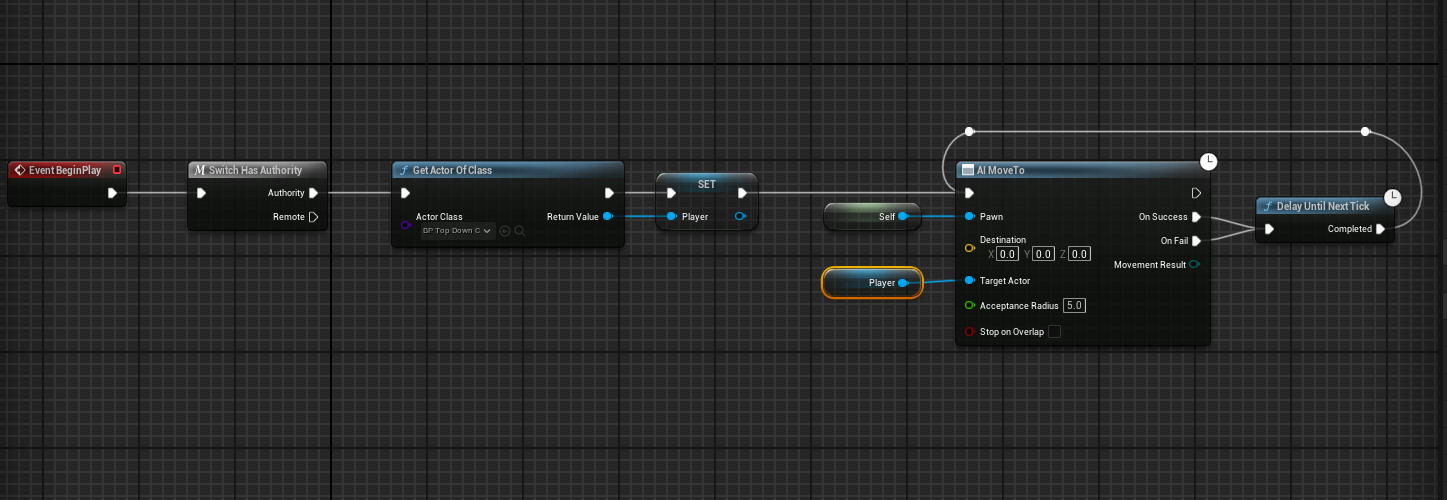 Event BeginPlay
Switch Has Authority
Authority
Remote
Get Actor Of Class
Actor Class
BP Top Down C
Return Value
SET
Player
Self
Player
AI MoveTo
Pawn
On Success
Destination
X 0.0 Y 0.0 Z 0.0
On Fail
Movement Result
Target Actor
Acceptance Radius 5.0
Stop on Overlap
Delay Until Next Tick
Completed